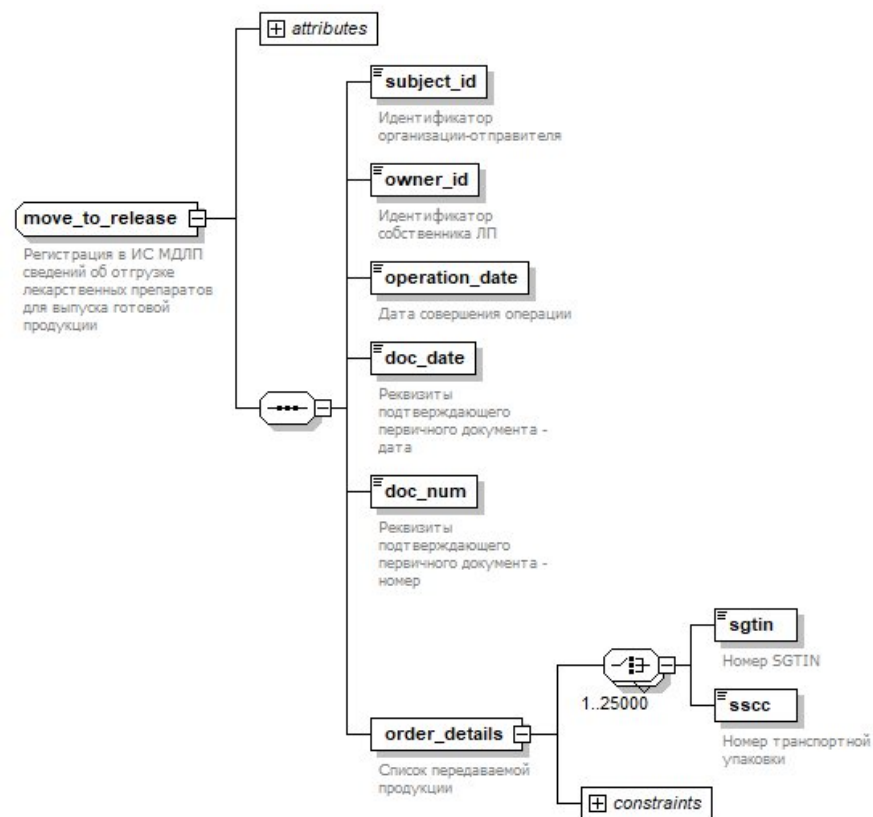 attributes
subject_id
Идентификатор
организации-отправителя
owner_id
Идентификатор
собственника ЛП
move_to_release
Регистрация в ИС МДЛП
сведений об отгрузке
лекарственных препаратов
для выпуска готовой
продукции
operation_date
Дата совершения операции
doc_date
Реквизиты
подтверждающего
первичного документа -
дата
doc_num
Реквизиты
подтверждающего
первичного документа -
номер
sgtin
Номер SGTIN
1..25000
sscc
Номер транспортной
упаковки
order_details
Список передаваемой
продукции
constraints